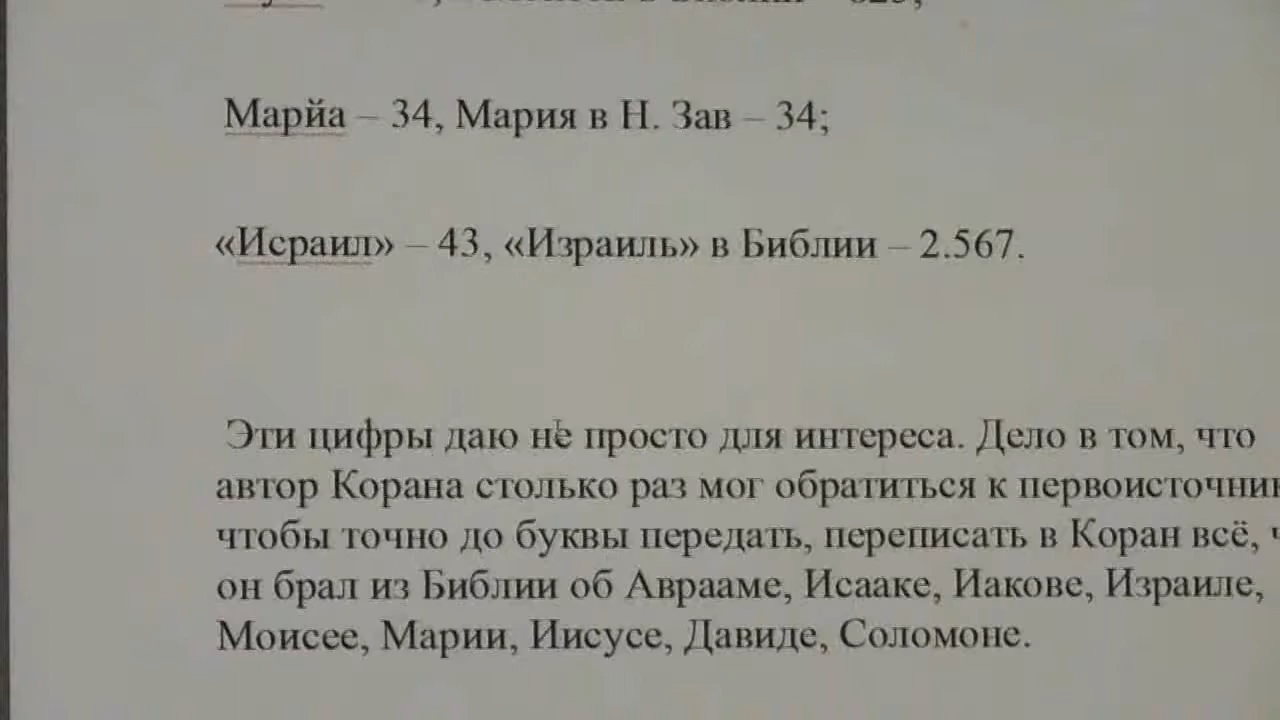 Марйа – 34, Мария в Н. Зав – 34;
«Исраил» – 43, «Израиль» в Библии – 2.567.
Эти цифры даю не просто для интереса. Дело в том, что
автор Корана столько раз мог обратиться к
чтобы точно до буквы передать, переписать в Коран всё,
он брал из Библии об Аврааме, Исааке, Иакове, Израиле,
Моисее, Марии, Иисусе, Давиде, Соломоне.